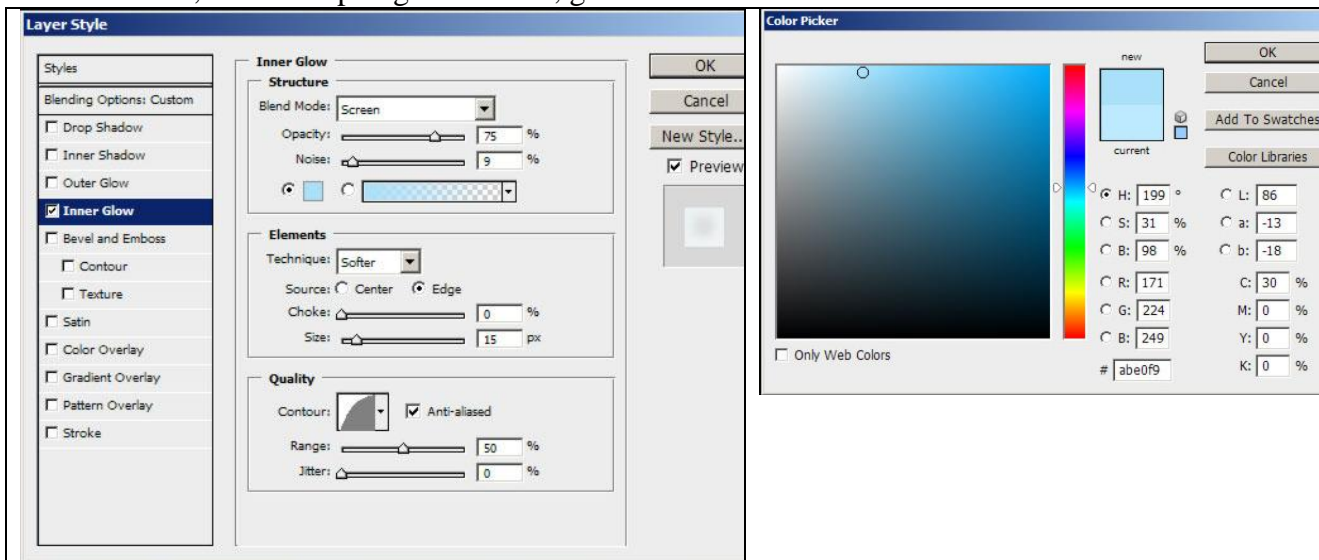 Layer Style
Styles
Blending Options: Custom
Drop Shadow
Inner Shadow
Outer Glow
Inner Glow
Bevel and Emboss
Contour
Texture
Satin
Color Overlay
Gradient Overlay
Pattern Overlay
Stroke
Inner Glow
Structure
Blend Mode: Screen
Opacity: 75 %
Noise: 9 %
Elements
Technique: Softer
Source: Center Edge
Choke: 0 %
Size: 15 px
Quality
Contour: Anti-aliased
Range: 50 %
Jitter: 0 %
OK
Cancel
New Style..
Preview
Color Picker
new
current
OK
Cancel
Add To Swatches
Color Libraries
H: 199 ° L: 86
S: 31 % a: -13
B: 98 % b: -18
R: 171 C: 30 %
G: 224 M: 0 %
B: 249 Y: 0 %
# abe0f9 K: 0 %
Only Web Colors